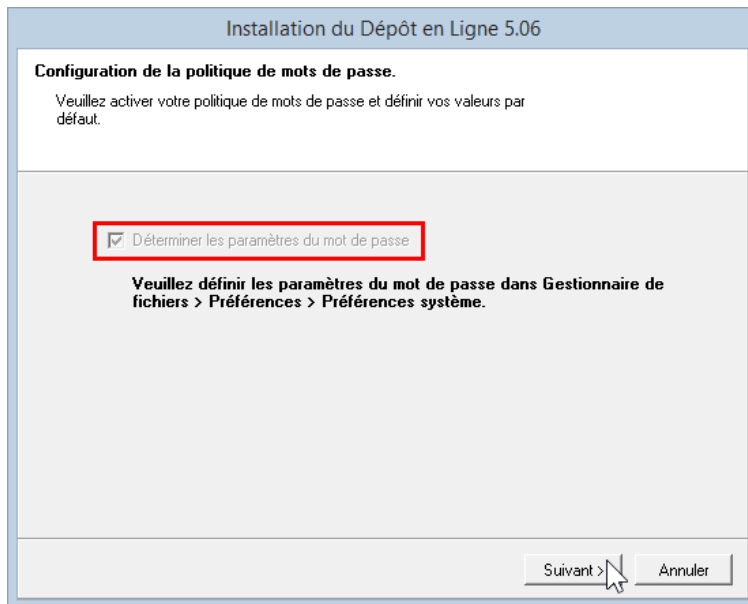 Installation du Dépôt en Ligne 5.06
Configuration de la politique de mots de passe.
Veuillez activer votre politique de mots de passe et définir vos valeurs par
défaut.
Déterminer les paramètres du mot de passe
Veuillez définir les paramètres du mot de passe dans Gestionnaire de
fichiers > Préférences > Préférences système.
Suivant >
Annuler